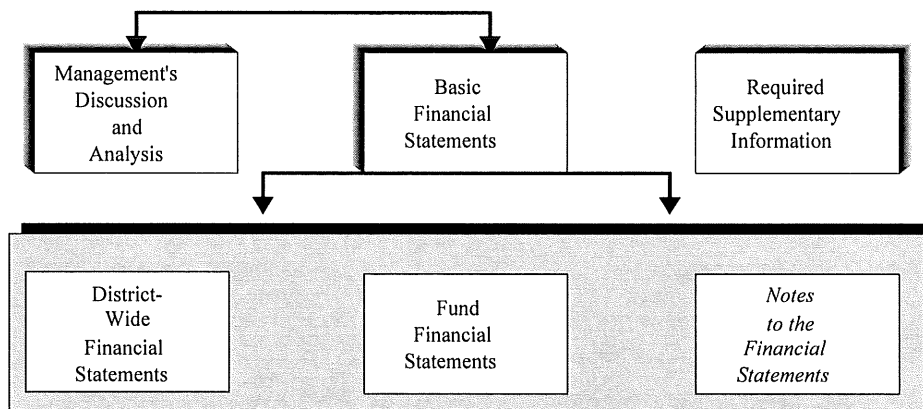 Management's
Discussion
and
Analysis
Basic
Financial
Statements
Required
Supplementary
Information
District-
Wide
Financial
Statements
Fund
Financial
Statements
Notes
to the
Financial
Statements